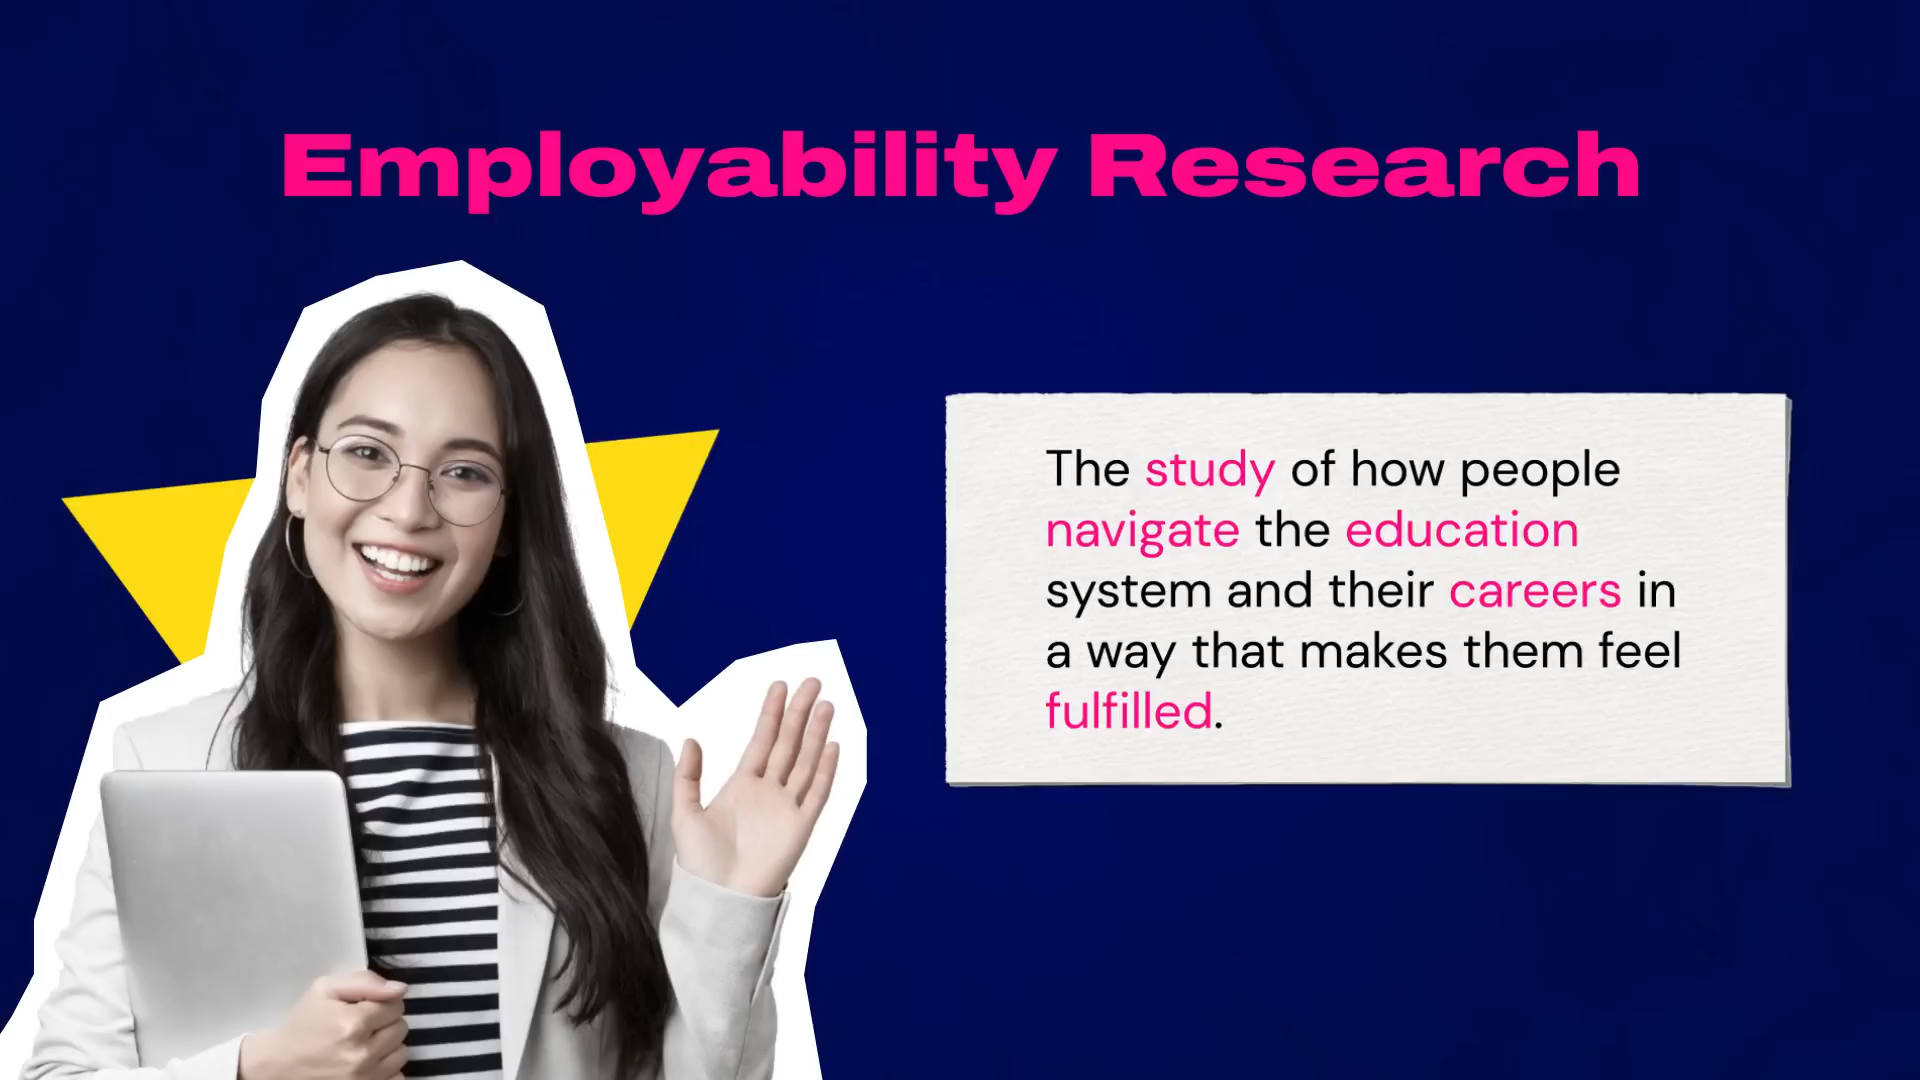 Employability Research
The study of how people
navigate the education
system and their careers in
a way that makes them feel
fulfilled.